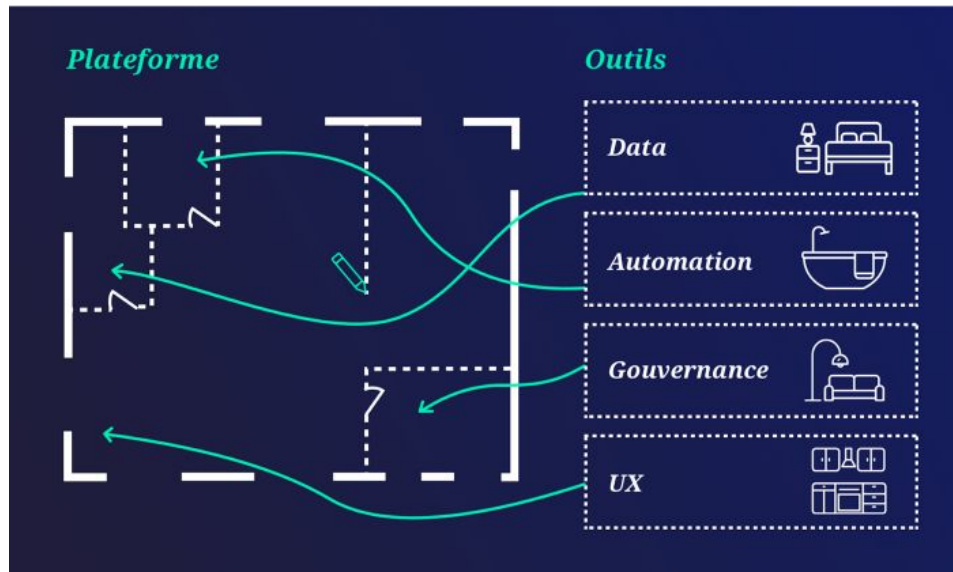 Plateforme
Outils
Data
Automation
Gouvernance
UX